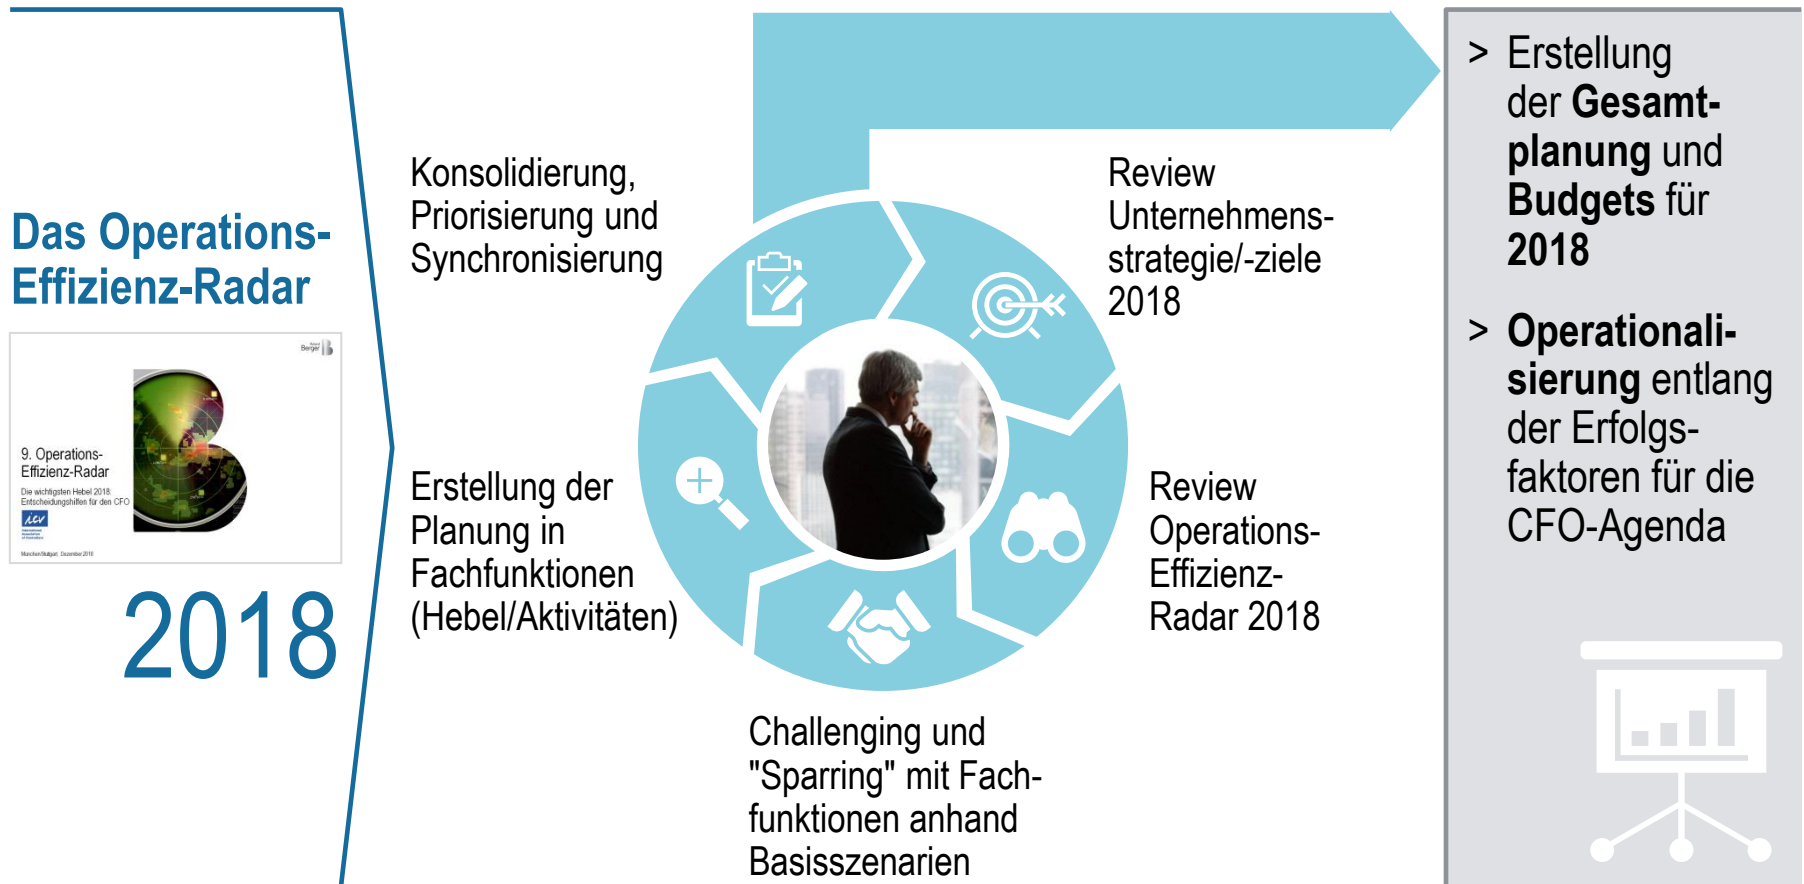 Das Operations-
Effizienz-Radar
Berger
9. Operations-
Effizienz-Radar
Die wichtigsten Hebel 2018:
Entscheidungshilfen für den CFO
icv
2018
Konsolidierung,
Priorisierung und
Synchronisierung
Review
Unternehmens-
strategie/-ziele
2018
Erstellung der
Planung in
Fachfunktionen
(Hebel/Aktivitäten)
Review
Operations-
Effizienz-
Radar 2018
Challenging und
"Sparring" mit Fach-
funktionen anhand
Basisszenarien
> Erstellung
der Gesamt-
planung und
Budgets für
2018
> Operationali-
sierung entlang
der Erfolgs-
faktoren für die
CFO-Agenda